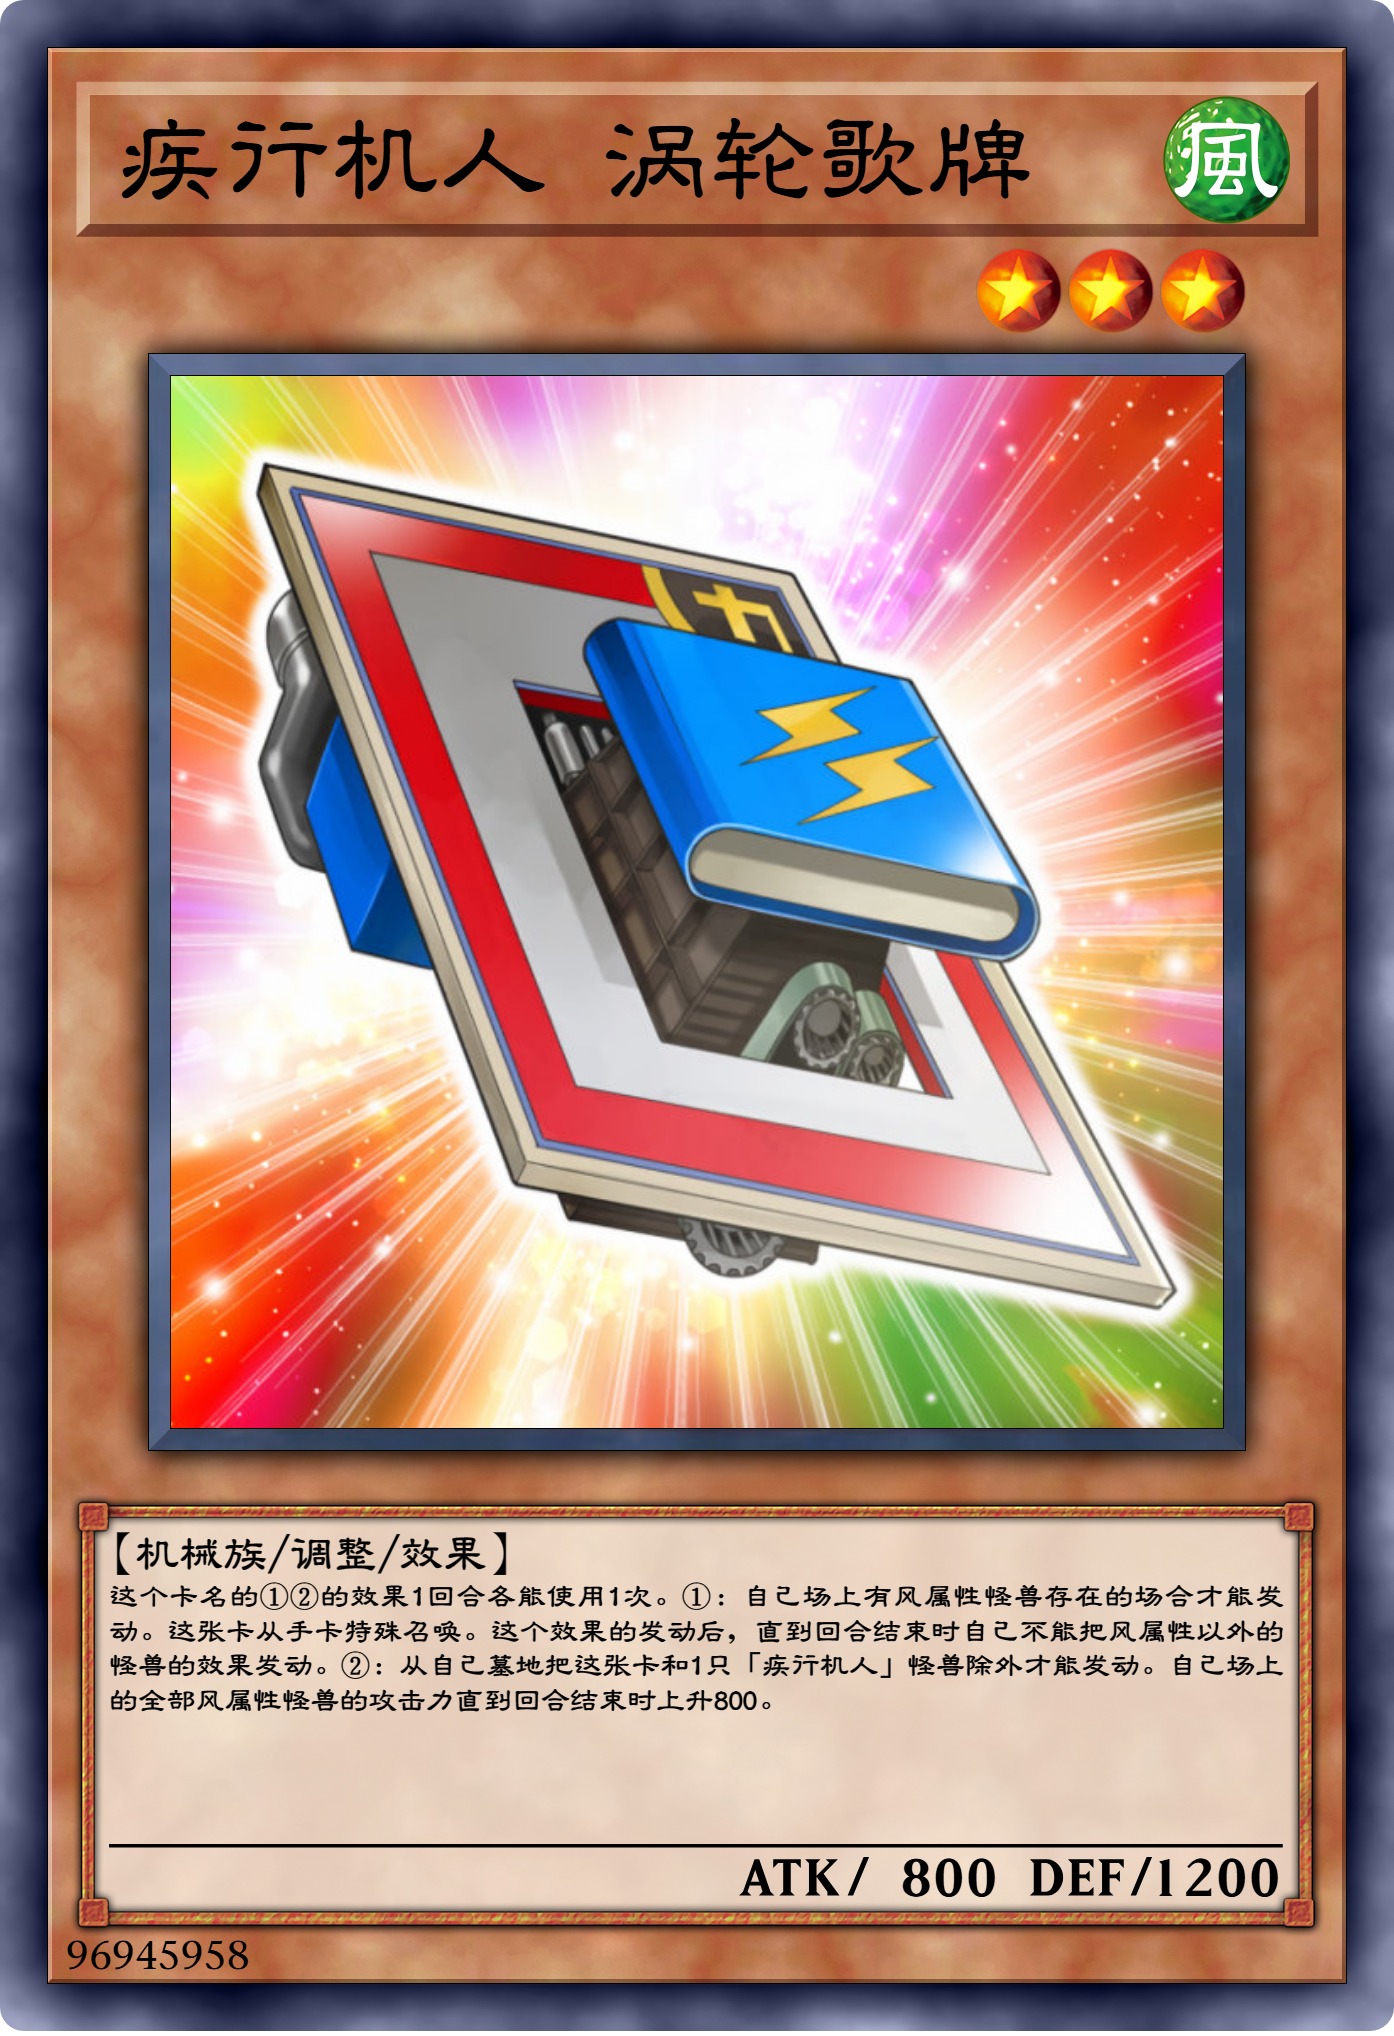 疾行机人 涡轮歌牌
風
【机械族/调整/效果】
这个卡名的①②的效果1回合各能使用1次。①：自己场上有风属性怪兽存在的场合才能发
动。这张卡从手卡特殊召唤。这个效果的发动后，直到回合结束时自己不能把风属性以外的
怪兽的效果发动。②：从自己墓地把这张卡和1只「疾行机人」怪兽除外才能发动。自己场上
的全部风属性怪兽的攻击力直到回合结束时上升800。
ATK/ 800 DEF/1200
96945958